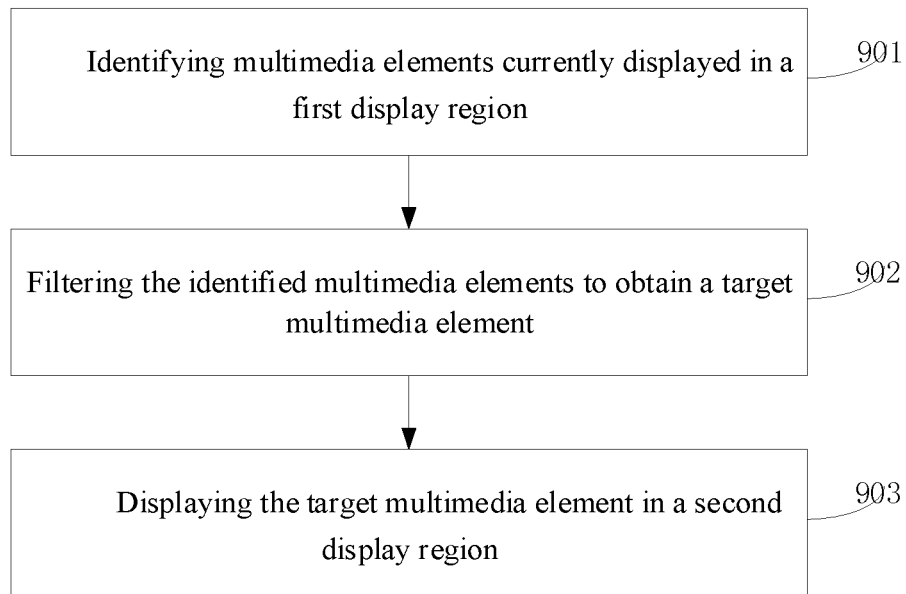 Identifying multimedia elements currently displayed in a
901
first display region
Filtering the identified multimedia elements to obtain a target
902
multimedia element
Displaying the target multimedia element in a second
903
display region